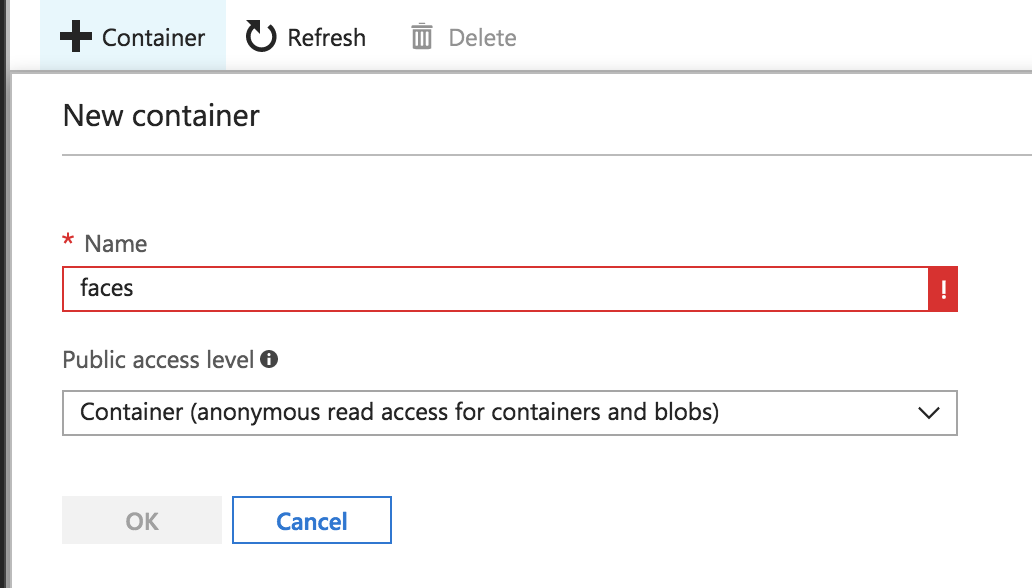 Container Refresh Delete
New container
* Name
faces
!
Public access level
Container (anonymous read access for containers and blobs)
OK Cancel